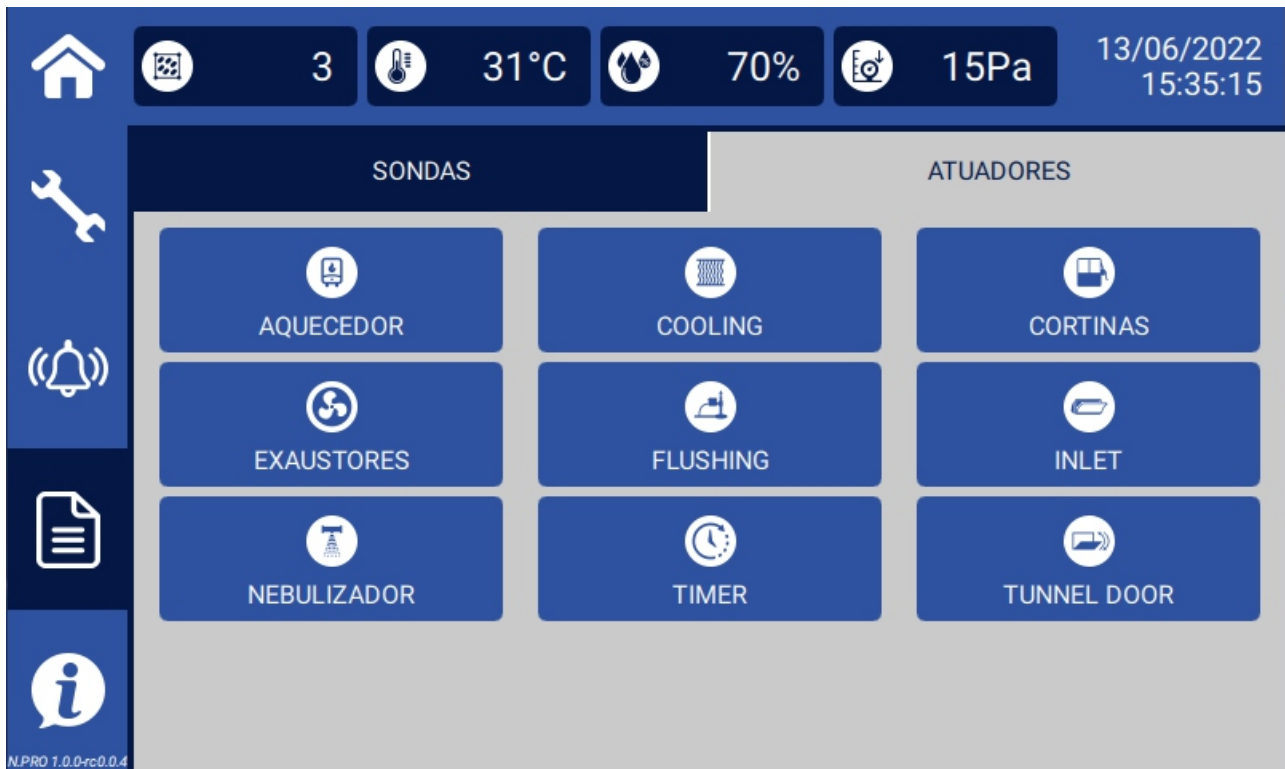 3
31°C
70%
15Pa
13/06/2022
15:35:15
SONDAS
ATUADORES
AQUECEDOR
COOLING
CORTINAS
EXAUSTORES
FLUSHING
INLET
NEBULIZADOR
TIMER
TUNNEL DOOR
N.PRO 1.0.0-rc0.0.4